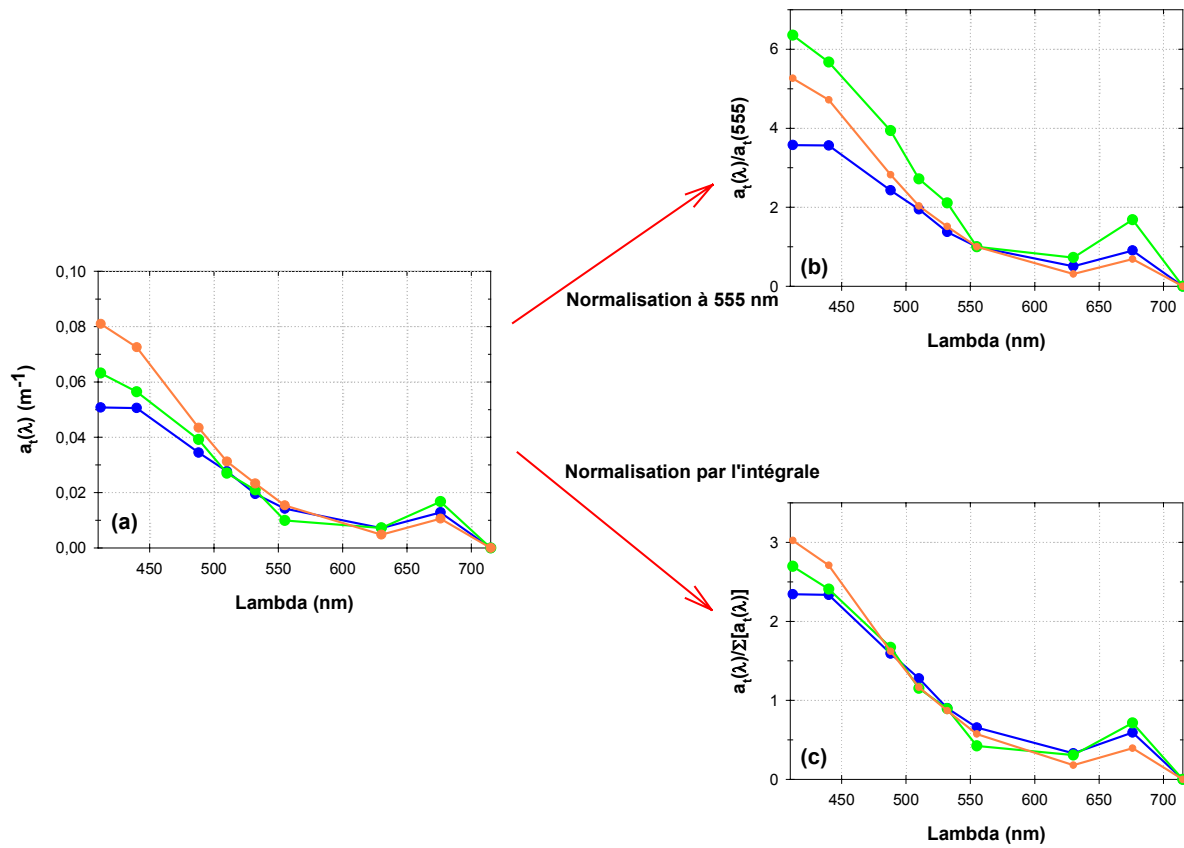 6
4
2
0
a_t(λ)/a_t(555)
(b)
450 500 550 600 650 700
Lambda (nm)
Normalisation à 555 nm
0,10
0,08
0,06
0,04
0,02
0,00
a_t(λ) (m⁻¹)
(a)
450 500 550 600 650 700
Lambda (nm)
Normalisation par l'intégrale
3
2
1
0
a_t(λ)/Σ[a_t(λ)]
(c)
450 500 550 600 650 700
Lambda (nm)